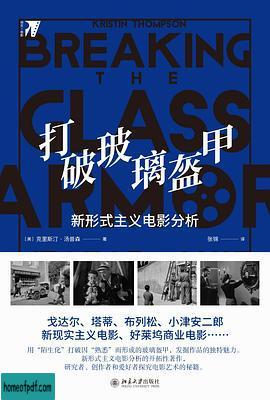 KRISTIN THOMPSON
BREAKING
THE
GLASS
ARMOR
打破玻璃盔甲
新形式主义电影分析
[美] 克里斯汀·汤普森 著
张锦 译
戈达尔、塔蒂、布列松、小津安二郎
新现实主义电影、好莱坞商业电影……
用“陌生化”打破因“熟悉”而形成的玻璃盔甲，发掘作品的独特魅力。
新形式主义电影分析的开拓性著作。
研究者、创作者和爱好者探究电影艺术的秘籍。
北京大学出版社
homeofpdf.com